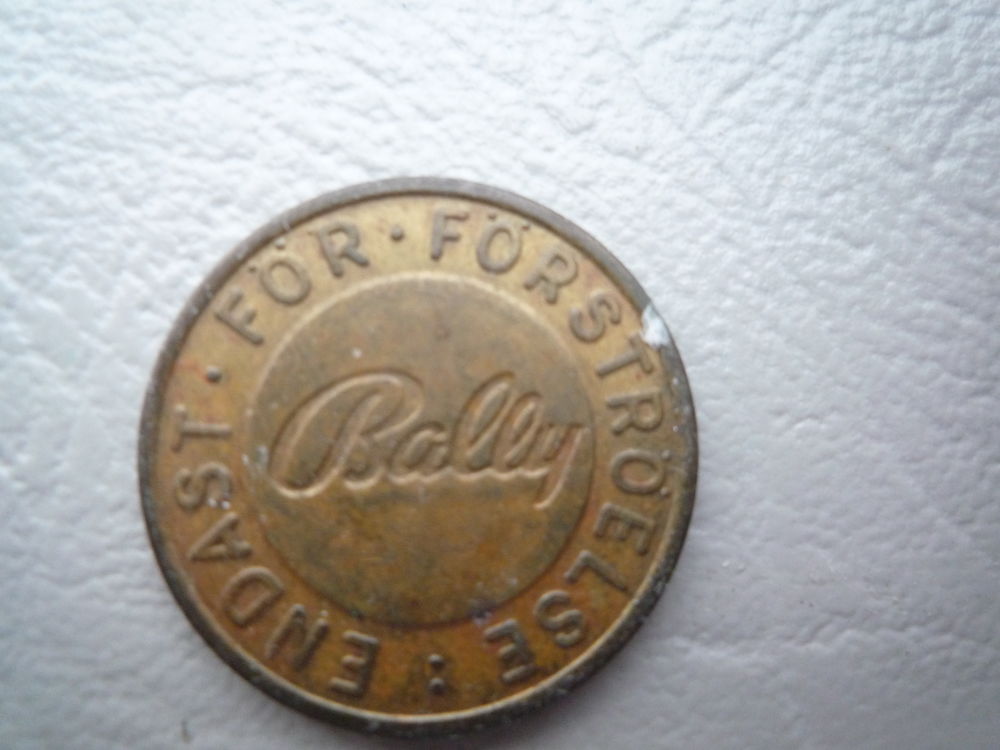 ENDAST · FÖR · FÖRSTRÖELSE :
Bally